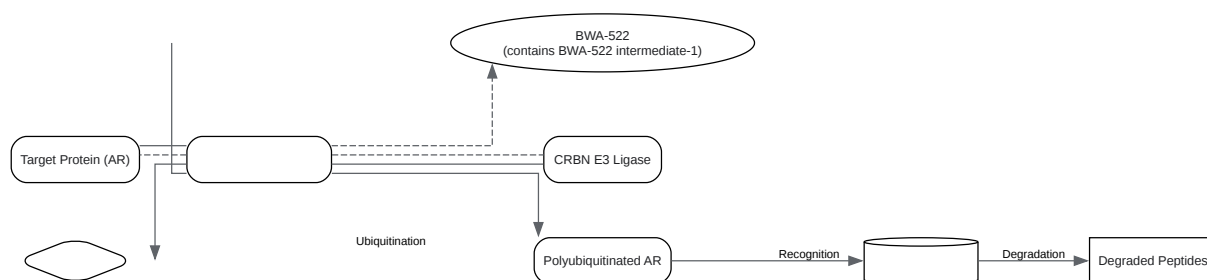 BWA-522
(contains BWA-522 intermediate-1)
Target Protein (AR)
CRBN E3 Ligase
Ubiquitination
Polyubiquitinated AR
Recognition
Degradation
Degraded Peptides